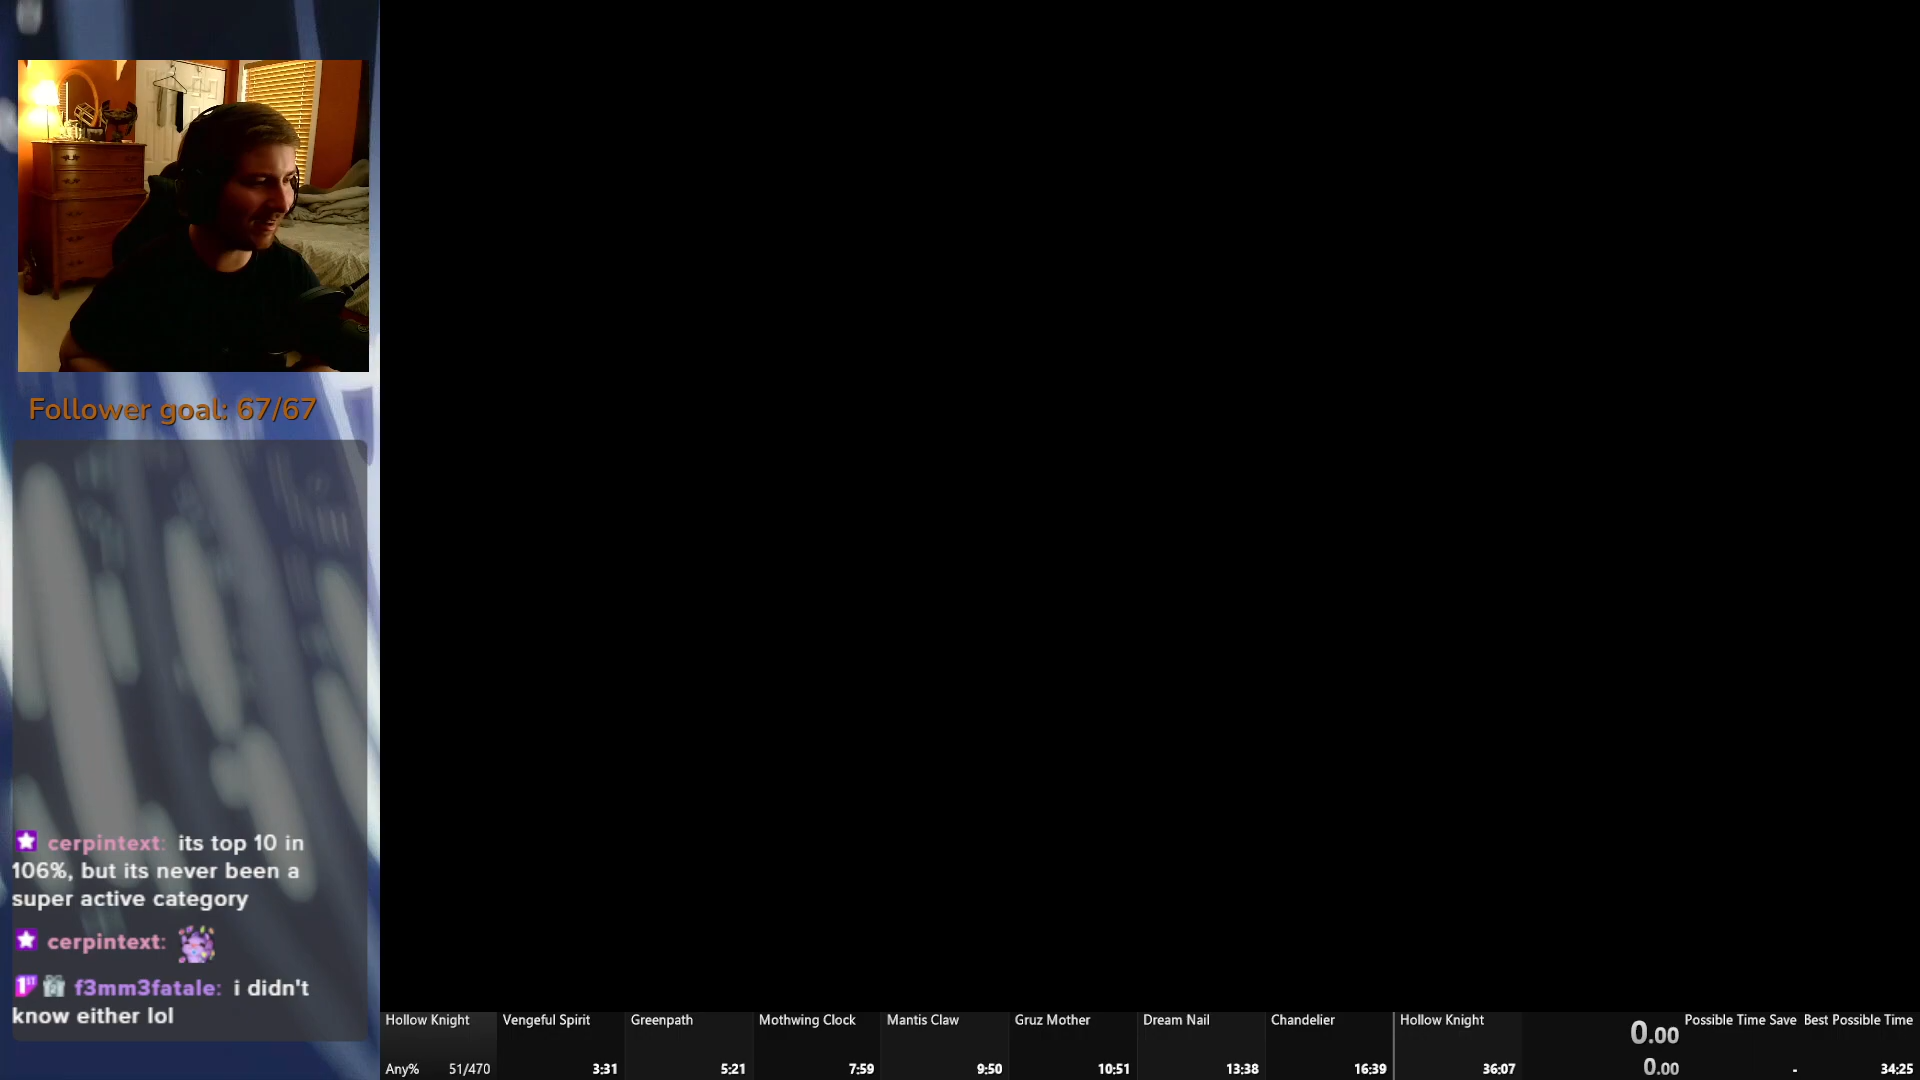 Follower goal: 67/67
cerpintext: its top 10 in
106%, but its never been a
super active category
cerpintext:
1ST f3mm3fatale: i didn't
know either lol
Hollow Knight Vengeful Spirit Greenpath Mothwing Clock Mantis Claw Gruz Mother Dream Nail Chandelier Hollow Knight 0.00 Possible Time Save Best Possible Time
Any% 51/470 3:31 5:21 7:59 9:50 10:51 13:38 16:39 36:07 0.00 - 34:25